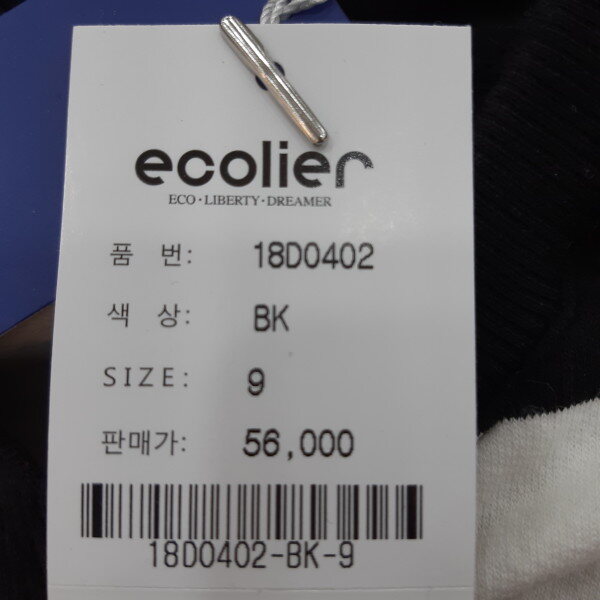 ecolier
ECO·LIBERTY·DREAMER
품 번: 18D0402
색 상: BK
SIZE: 9
판매가: 56,000
18D0402-BK-9